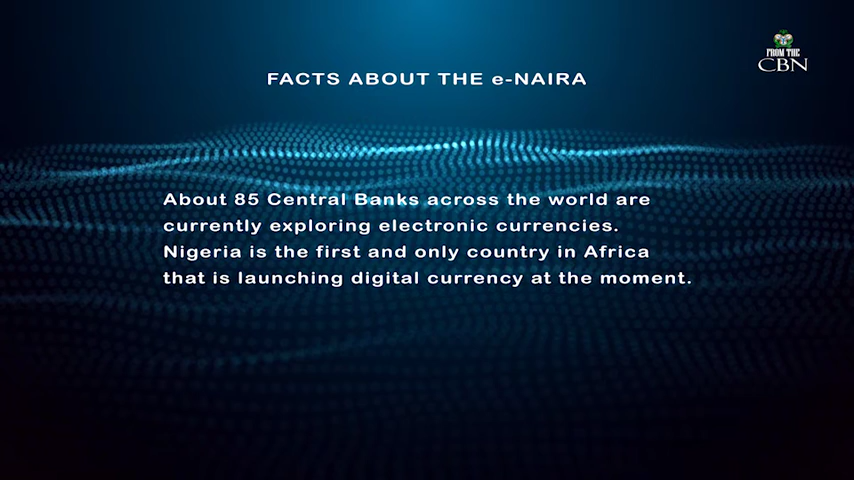 FROM THE
CBN
FACTS ABOUT THE e-NAIRA
About 85 Central Banks across the world are
currently exploring electronic currencies.
Nigeria is the first and only country in Africa
that is launching digital currency at the moment.